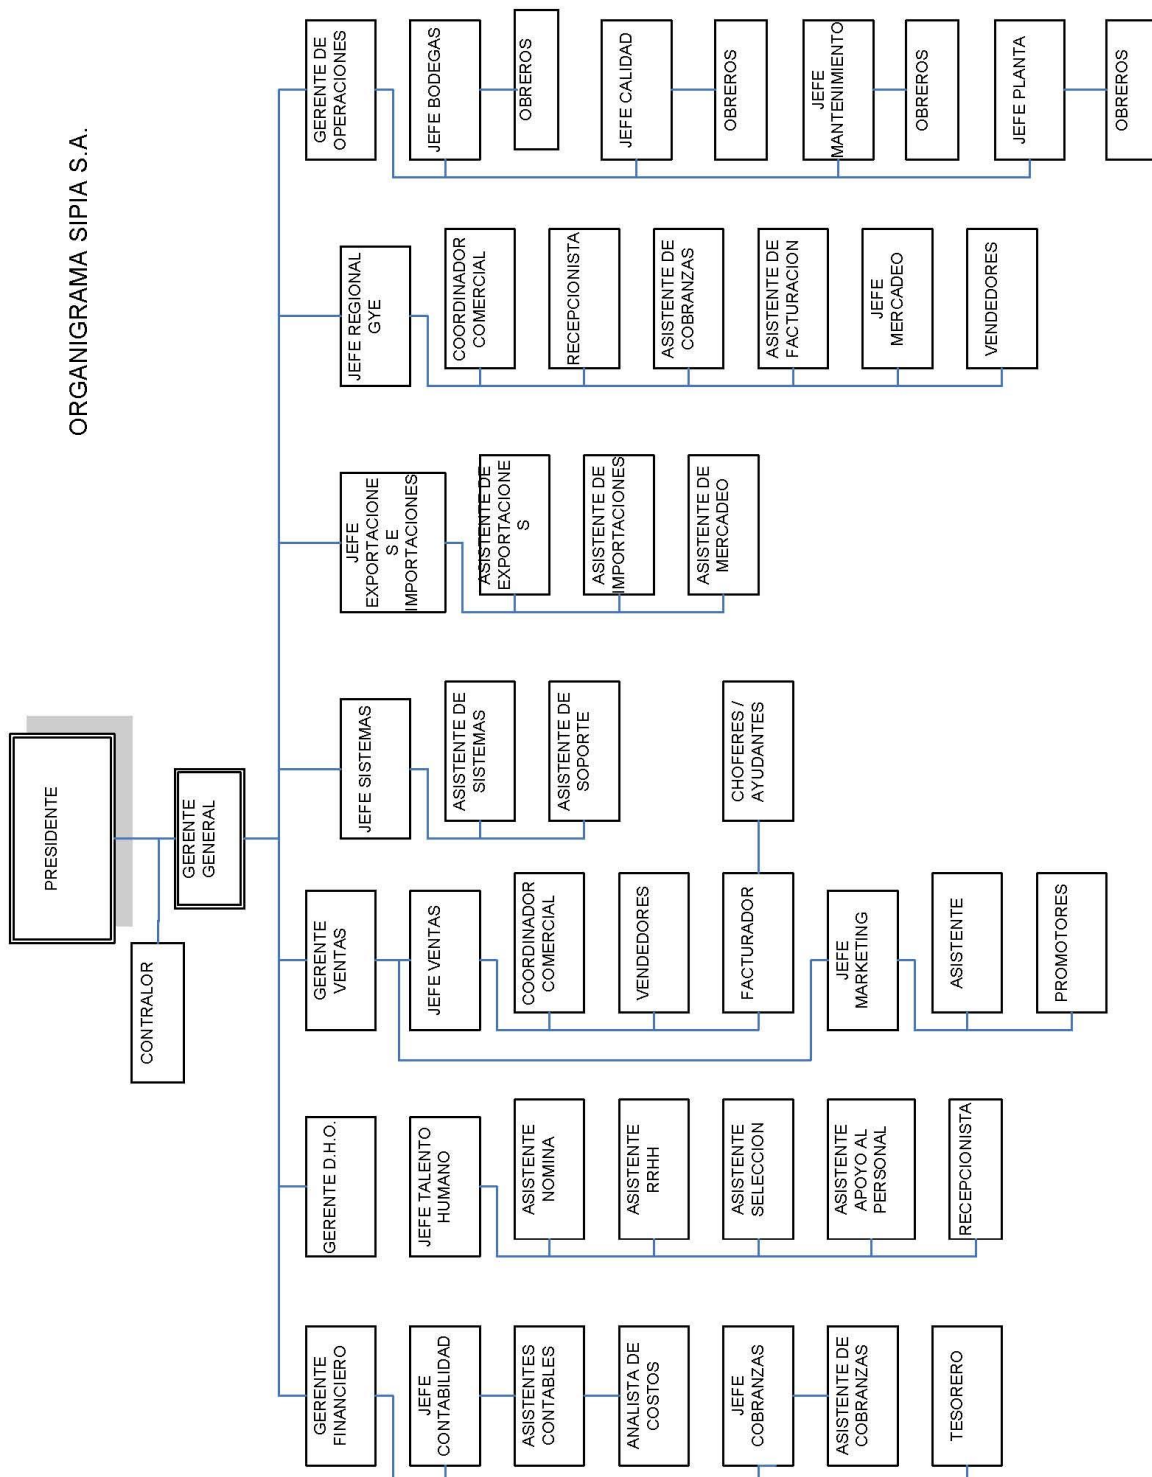 ORGANIGRAMA SIPIA S.A.
PRESIDENTE
CONTRALOR
GERENTE
GENERAL
GERENTE
FINANCIERO
JEFE
CONTABILIDAD
ASISTENTES
CONTABLES
ANALISTA DE
COSTOS
JEFE
COBRANZAS
ASISTENTE DE
COBRANZAS
TESORERO
GERENTE D.H.O.
JEFE TALENTO
HUMANO
ASISTENTE
NOMINA
ASISTENTE
RRHH
ASISTENTE
SELECCION
ASISTENTE
APOYO AL
PERSONAL
RECEPCIONISTA
GERENTE
VENTAS
JEFE VENTAS
COORDINADOR
COMERCIAL
VENDEDORES
FACTURADOR
CHOFERES /
AYUDANTES
JEFE
MARKETING
ASISTENTE
PROMOTORES
JEFE SISTEMAS
ASISTENTE DE
SISTEMAS
ASISTENTE DE
SOPORTE
JEFE
EXPORTACIONE
S E
IMPORTACIONES
ASISTENTE DE
EXPORTACIONE
S
ASISTENTE DE
IMPORTACIONES
ASISTENTE DE
MERCADEO
JEFE REGIONAL
GYE
COORDINADOR
COMERCIAL
RECEPCIONISTA
ASISTENTE DE
COBRANZAS
ASISTENTE DE
FACTURACION
JEFE
MERCADEO
VENDEDORES
GERENTE DE
OPERACIONES
JEFE BODEGAS
OBREROS
JEFE CALIDAD
OBREROS
JEFE
MANTENIMIENTO
OBREROS
JEFE PLANTA
OBREROS